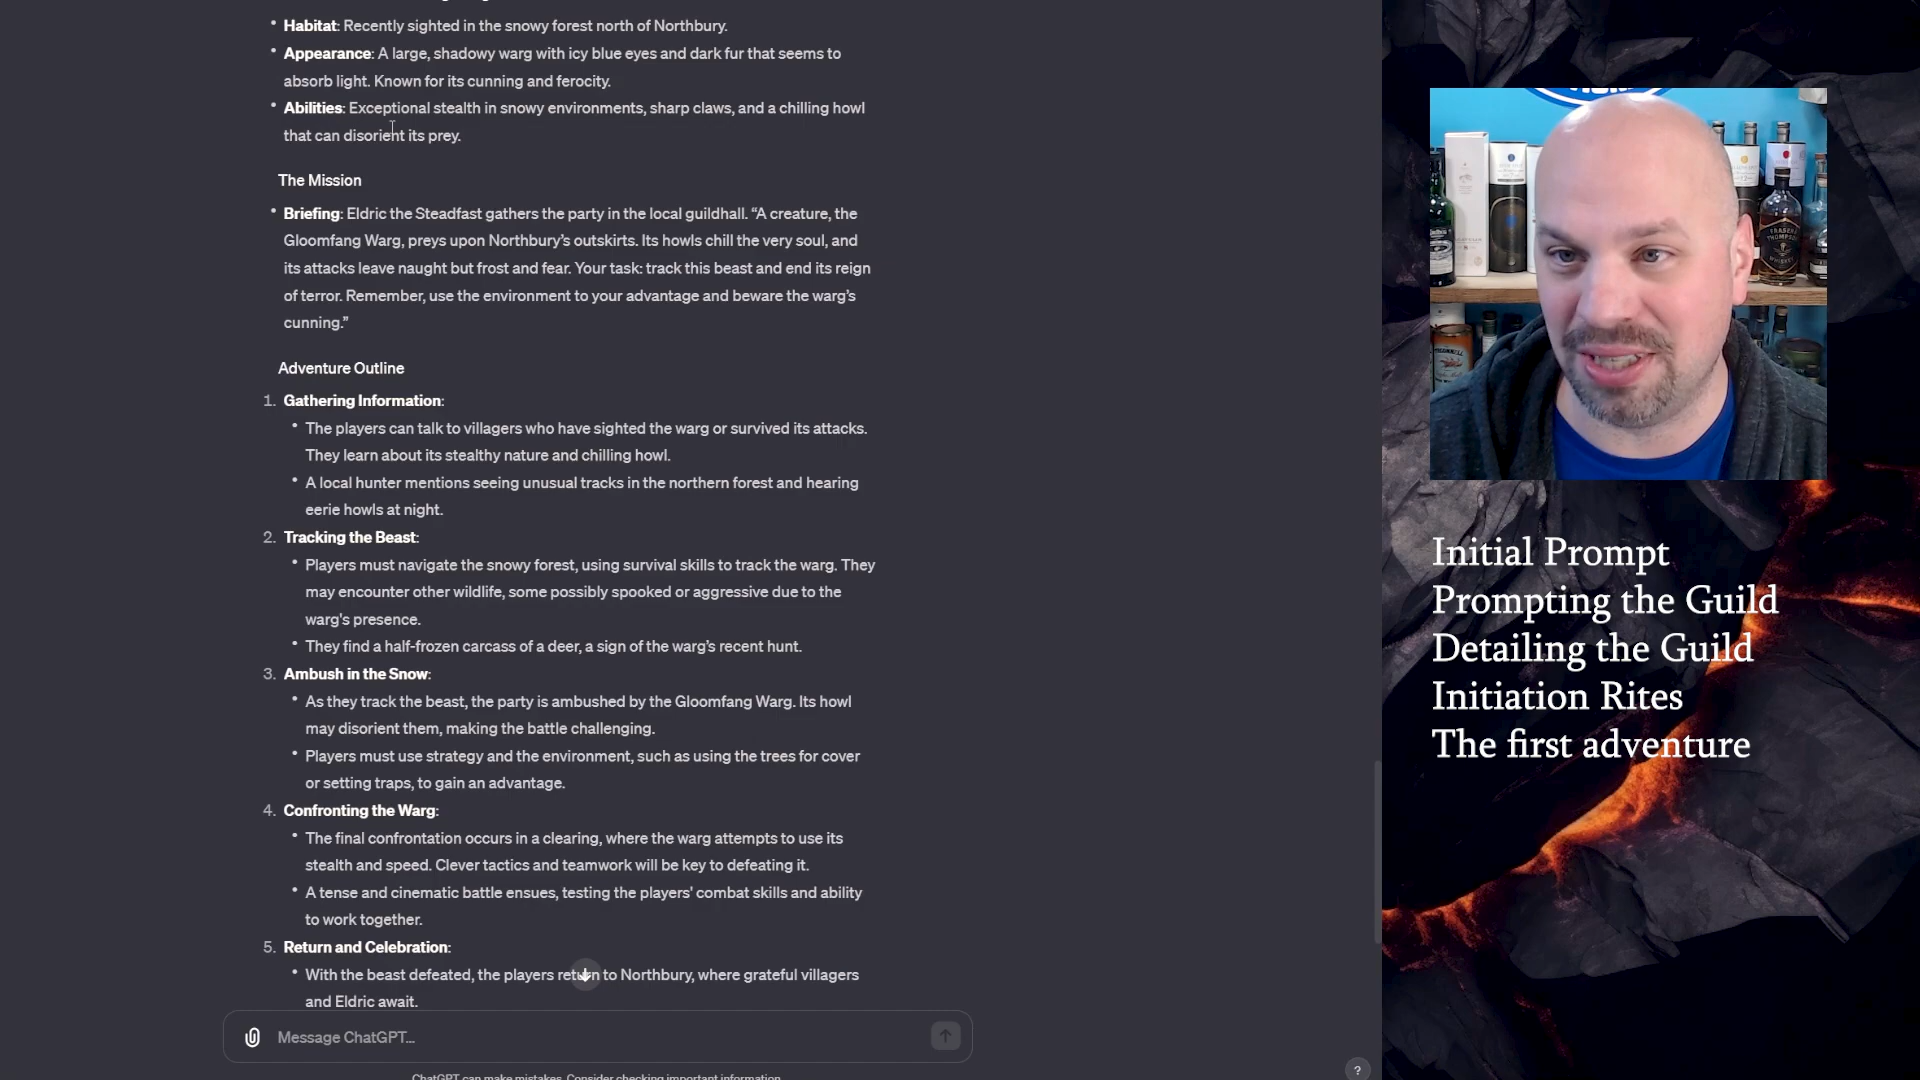 Habitat: Recently sighted in the snowy forest north of Northbury.
Appearance: A large, shadowy warg with icy blue eyes and dark fur that seems to
absorb light. Known for its cunning and ferocity.
Abilities: Exceptional stealth in snowy environments, sharp claws, and a chilling howl
that can disorient its prey.
The Mission
Briefing: Eldric the Steadfast gathers the party in the local guildhall. “A creature, the
Gloomfang Warg, preys upon Northbury’s outskirts. Its howls chill the very soul, and
its attacks leave naught but frost and fear. Your task: track this beast and end its reign
of terror. Remember, use the environment to your advantage and beware the warg’s
cunning.”
Adventure Outline
1. Gathering Information:
The players can talk to villagers who have sighted the warg or survived its attacks.
They learn about its stealthy nature and chilling howl.
A local hunter mentions seeing unusual tracks in the northern forest and hearing
eerie howls at night.
2. Tracking the Beast:
Players must navigate the snowy forest, using survival skills to track the warg. They
may encounter other wildlife, some possibly spooked or aggressive due to the
warg's presence.
They find a half-frozen carcass of a deer, a sign of the warg’s recent hunt.
3. Ambush in the Snow:
As they track the beast, the party is ambushed by the Gloomfang Warg. Its howl
may disorient them, making the battle challenging.
Players must use strategy and the environment, such as using the trees for cover
or setting traps, to gain an advantage.
4. Confronting the Warg:
The final confrontation occurs in a clearing, where the warg attempts to use its
stealth and speed. Clever tactics and teamwork will be key to defeating it.
A tense and cinematic battle ensues, testing the players' combat skills and ability
to work together.
5. Return and Celebration:
With the beast defeated, the players return to Northbury, where grateful villagers
and Eldric await.
Message ChatGPT...
ChatGPT can make mistakes. Consider checking important information.
?
FRASER
THOMPSON
WHISKEY
Initial Prompt
Prompting the Guild
Detailing the Guild
Initiation Rites
The first adventure